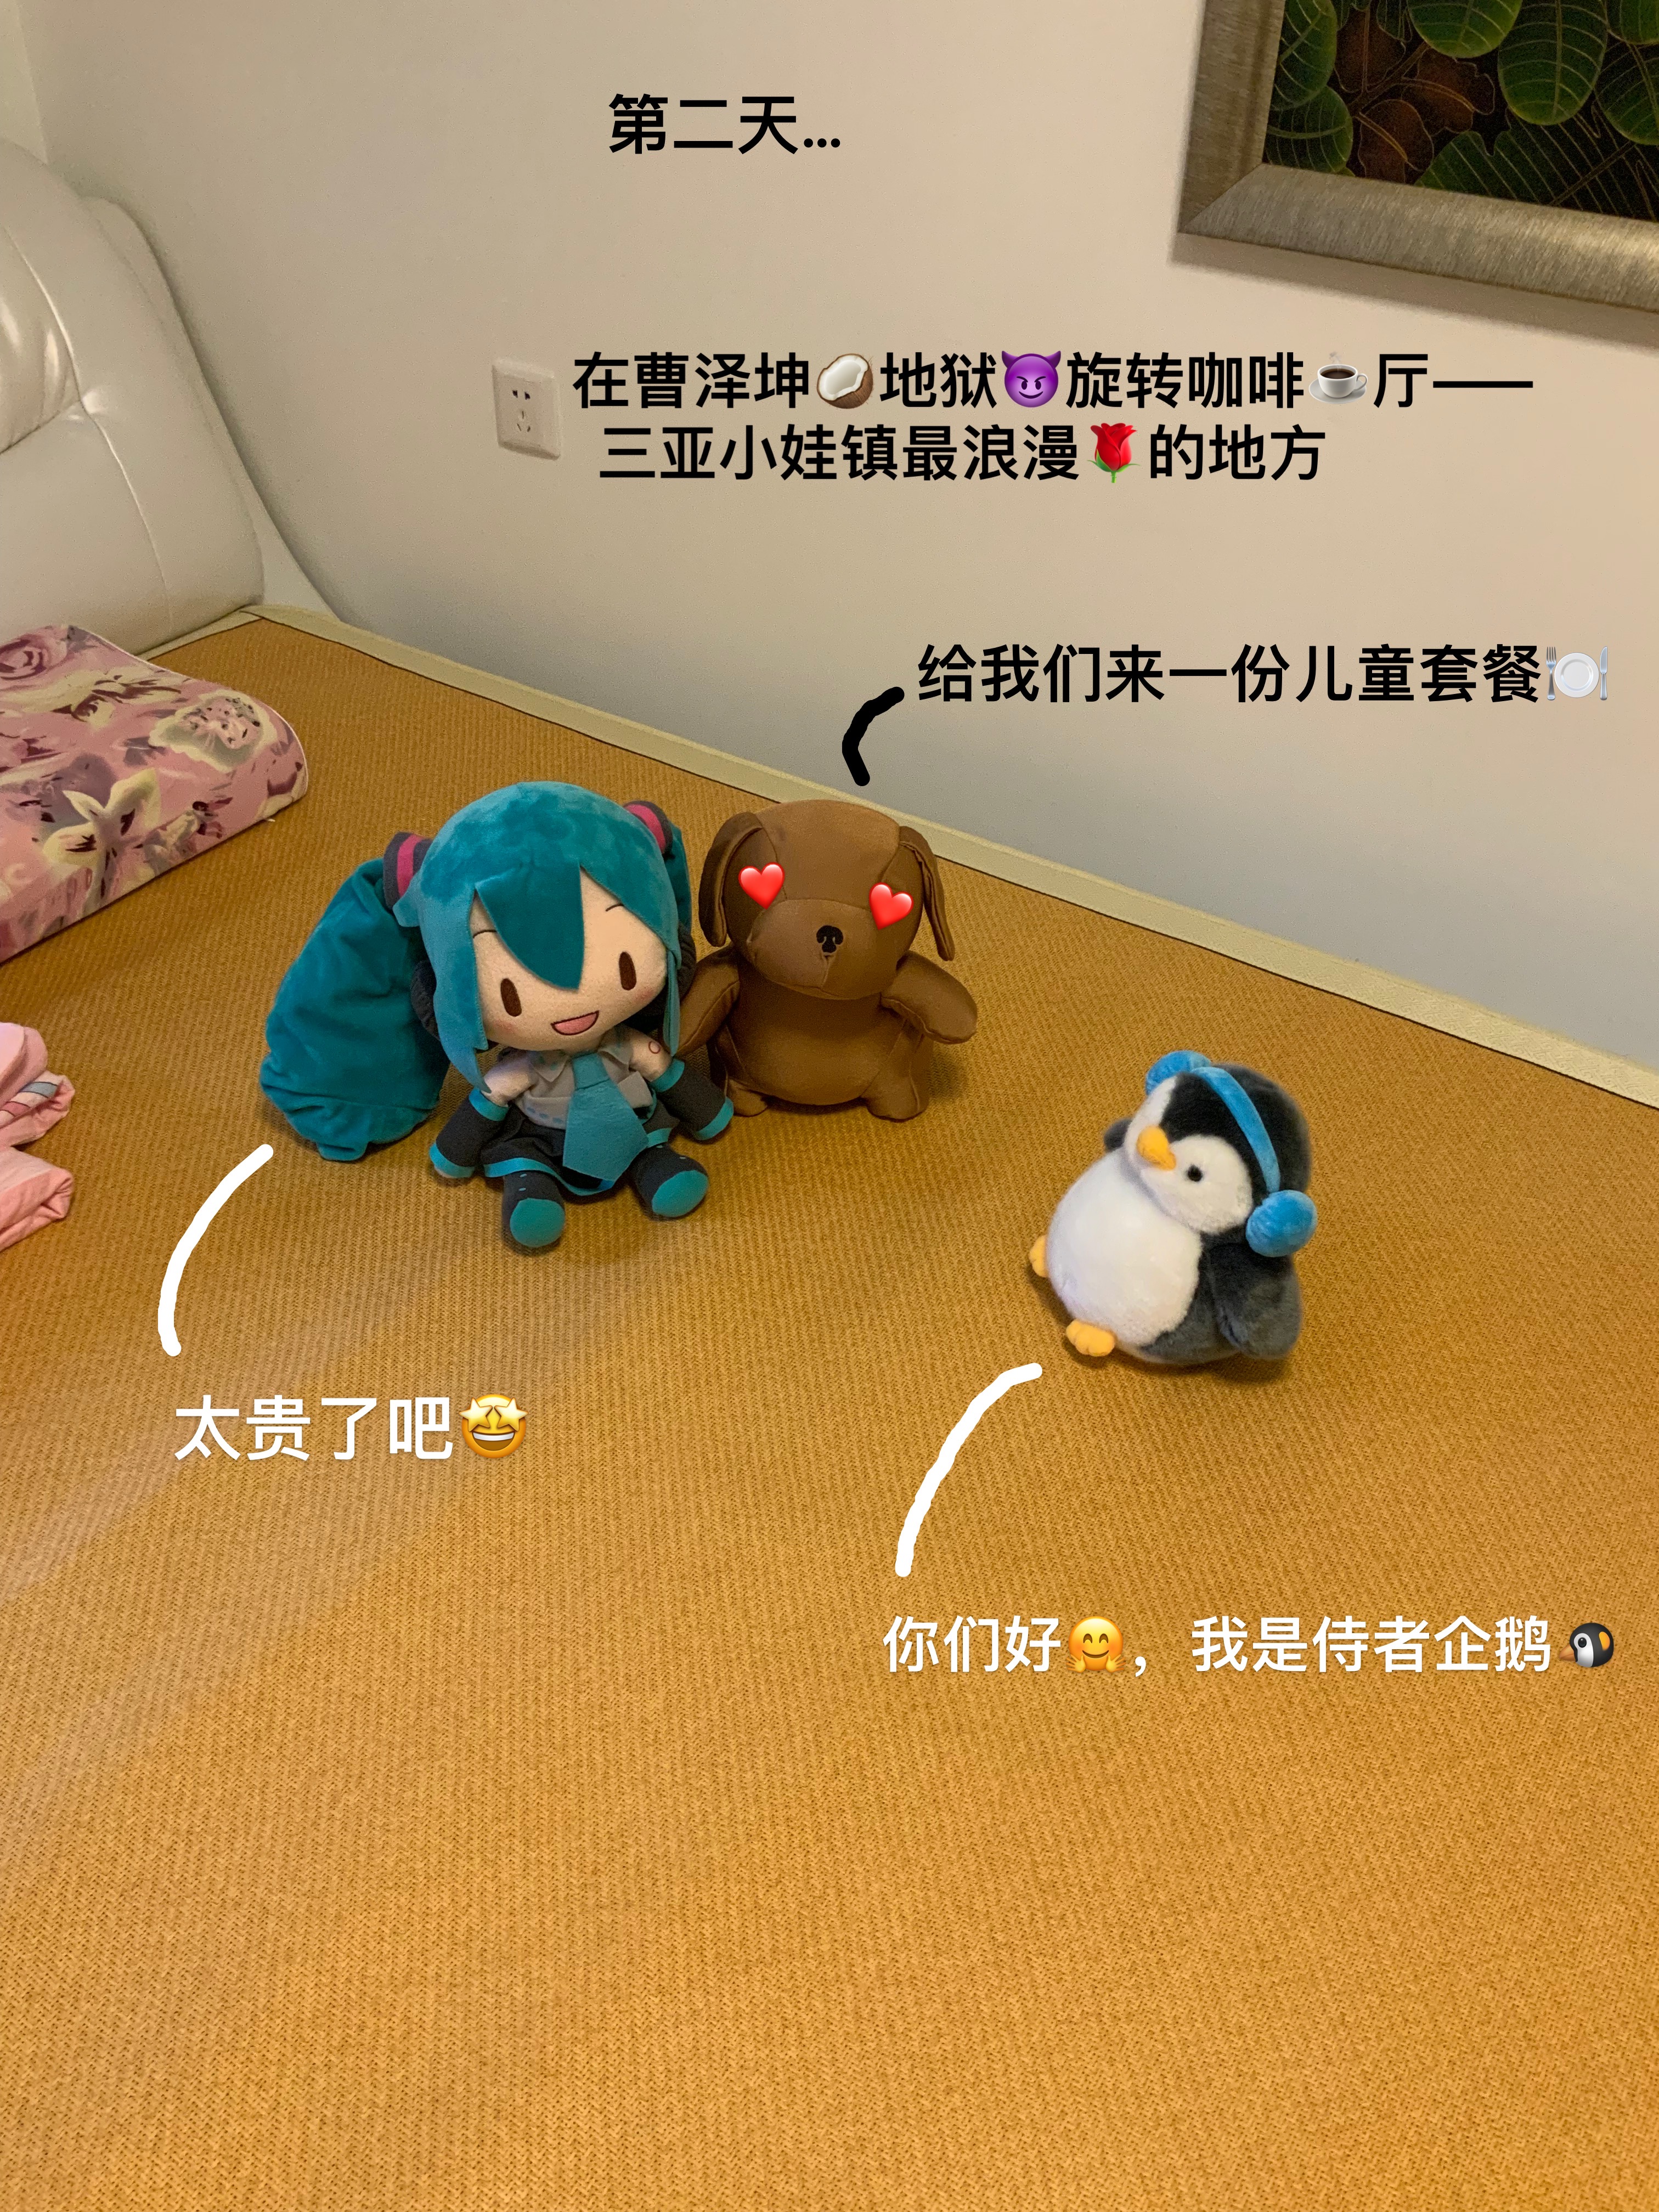 第二天...
在曹泽坤🥥地狱😈旋转咖啡☕厅——
三亚小娃镇最浪漫🌹的地方
给我们来一份儿童套餐🍽️
太贵了吧🤩
你们好🤗，我是侍者企鹅🐧